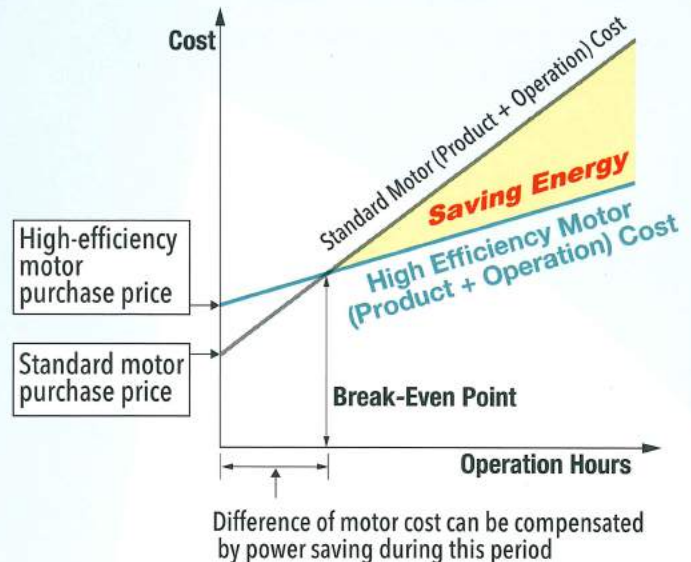 Cost
Standard Motor (Product + Operation) Cost
Saving Energy
High Efficiency Motor
(Product + Operation) Cost
High-efficiency
motor
purchase price
Standard motor
purchase price
Break-Even Point
Operation Hours
Difference of motor cost can be compensated
by power saving during this period